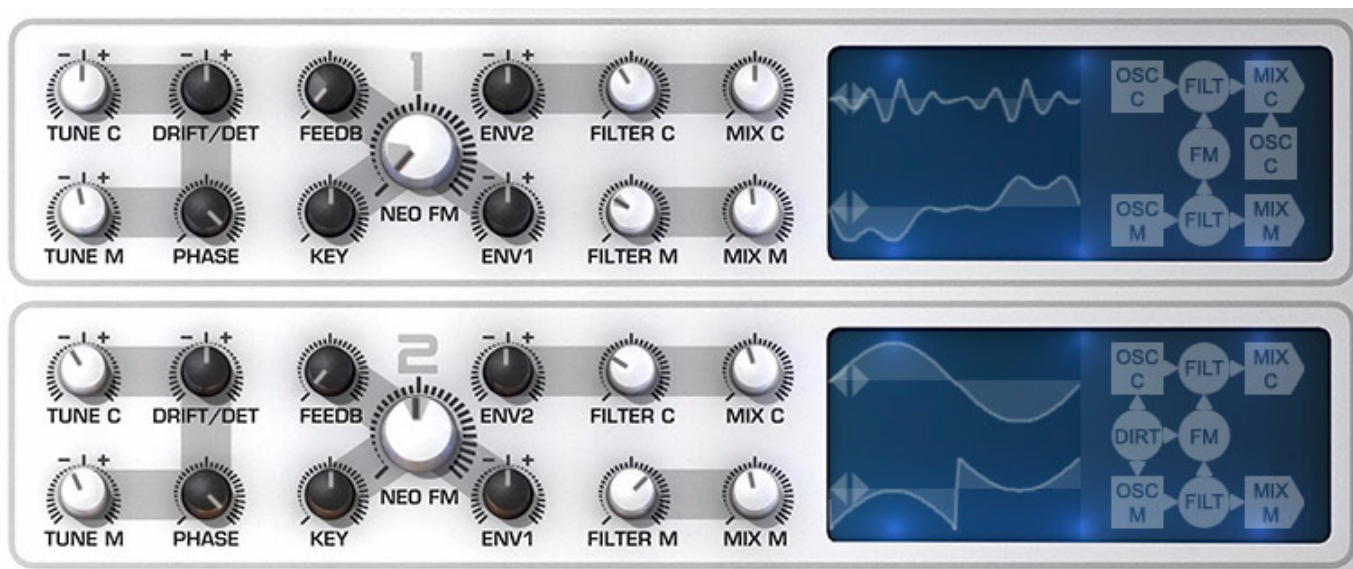 1
- | +
- | +
- | +
TUNE C DRIFT/DET FEEDB ENV2 FILTER C MIX C
- | +
- | +
TUNE M PHASE KEY NEO FM ENV1 FILTER M MIX M
OSC C FILT MIX C
FM OSC C
OSC M FILT MIX M
2
- | +
- | +
- | +
TUNE C DRIFT/DET FEEDB ENV2 FILTER C MIX C
- | +
- | +
TUNE M PHASE KEY NEO FM ENV1 FILTER M MIX M
OSC C FILT MIX C
DIRT FM
OSC M FILT MIX M